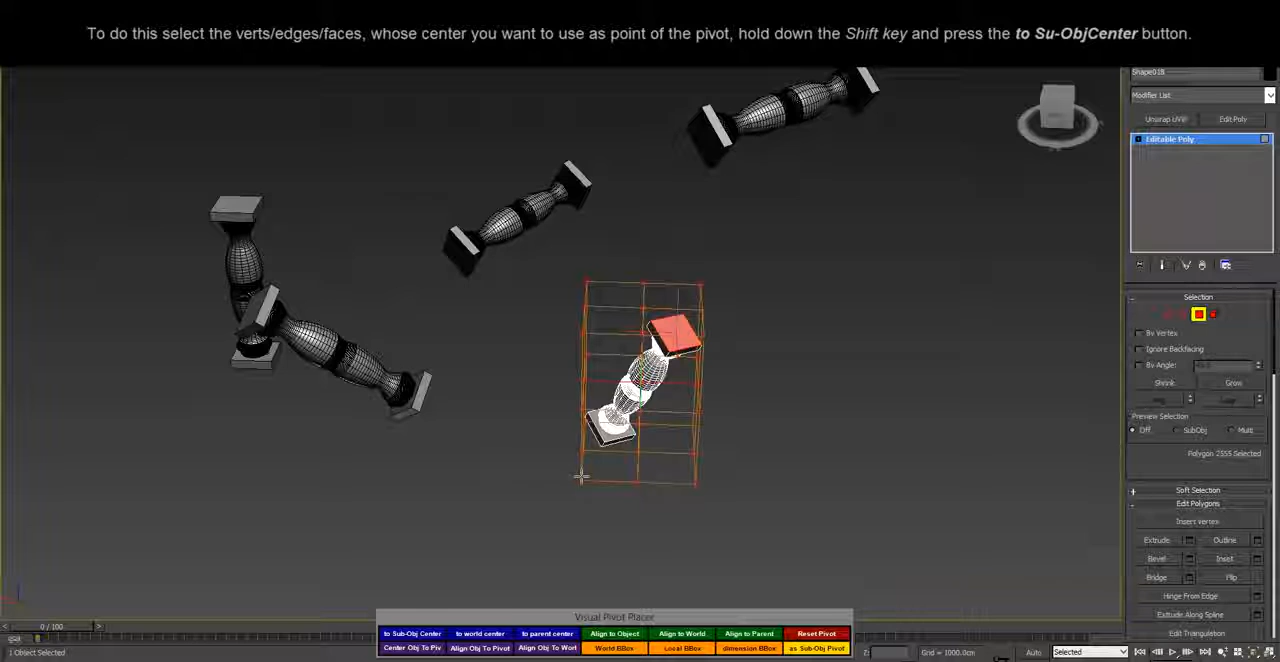 To do this select the verts/edges/faces, whose center you want to use as point of the pivot, hold down the Shift key and press the to Su-ObjCenter button.
Shape018
Modifier List
Unwrap UVW Edit Poly
Editable Poly
Selection
By Vertex
Ignore Backfacing
By Angle:
Shrink Grow
Preview Selection
Off SubObj Multi
Polygon 2555 Selected
Soft Selection
Edit Polygons
Insert Vertex
Extrude Outline
Bevel Inset
Bridge Flip
Hinge From Edge
Extrude Along Spline
Edit Triangulation
Visual Pivot Placer
to Sub-Obj Center to world center to parent center Align to Object Align to World Align to Parent Reset Pivot
Center Obj To Piv Align Obj To Pivot Align Obj To Worl World BBox Local BBox dimension BBox as Sub-Obj Pivot
0 / 100
1 Object Selected
Z: Grid = 1000.0cm Auto Selected